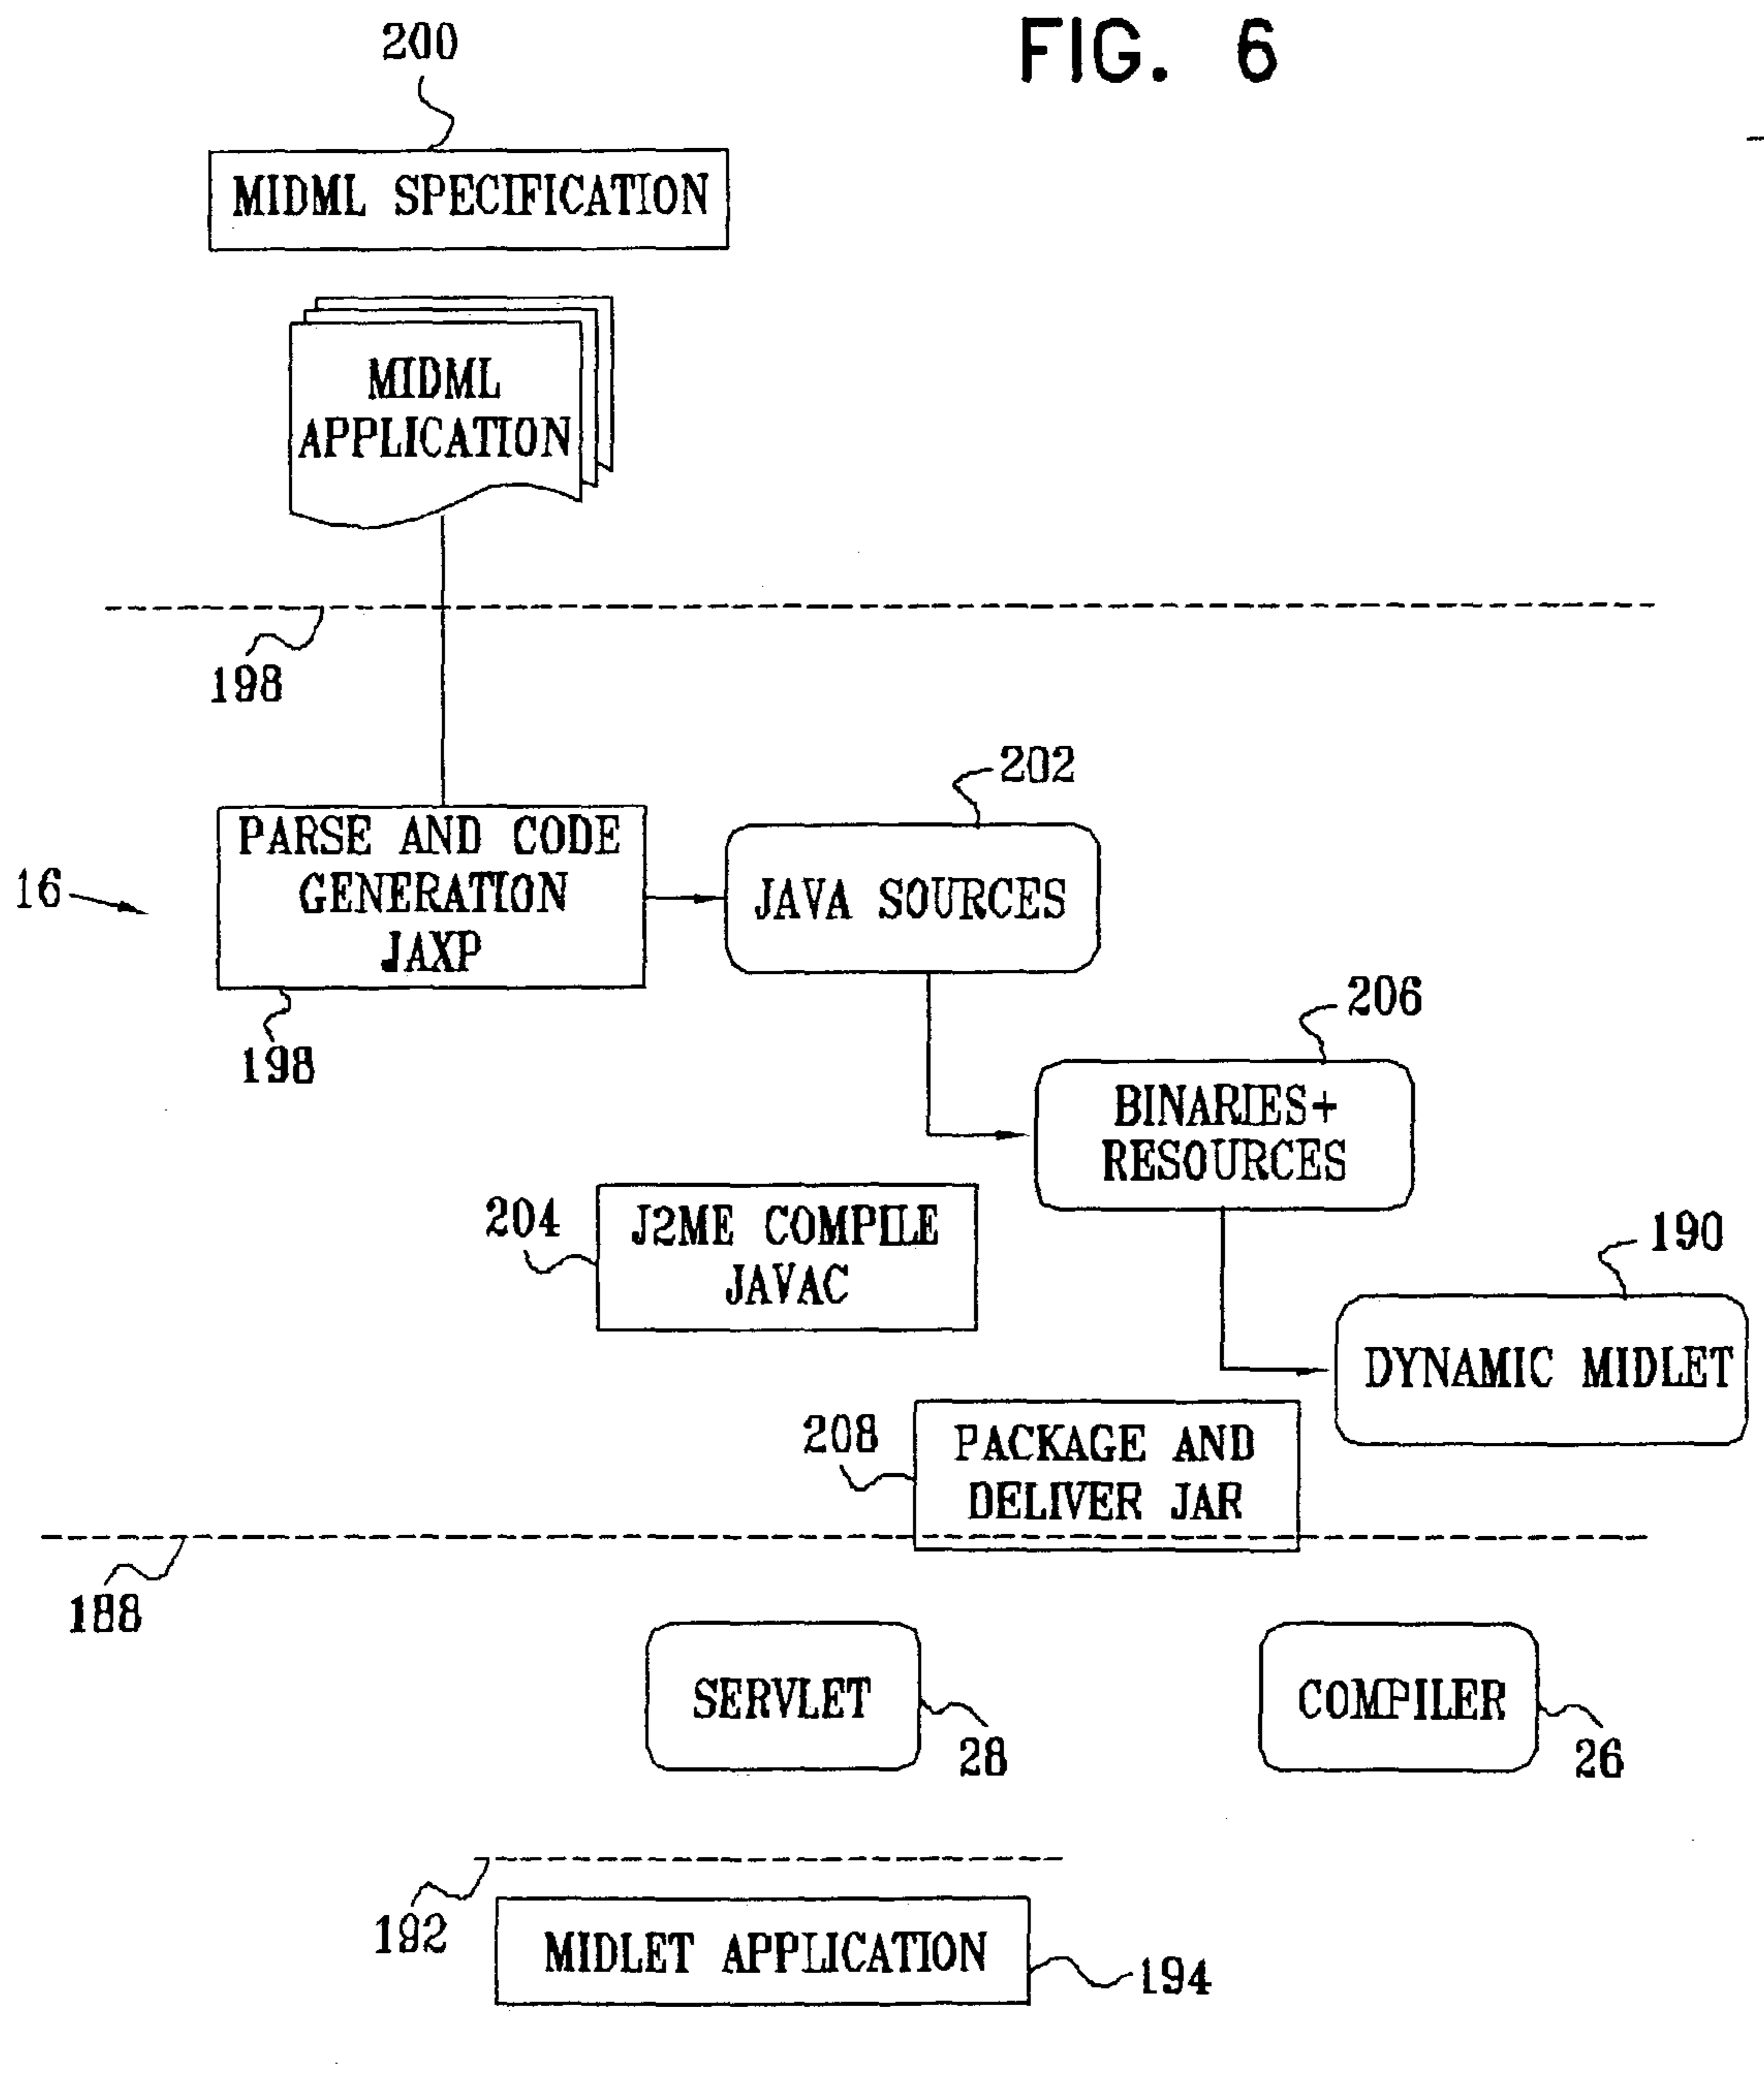 FIG. 6
200
MIDML SPECIFICATION
MIDML
APPLICATION
198
202
PARSE AND CODE
GENERATION
JAXP
16
JAVA SOURCES
198
206
BINARIES+
RESOURCES
204
J2ME COMPILE
JAVAC
190
DYNAMIC MIDLET
208
PACKAGE AND
DELIVER JAR
188
SERVLET
28
COMPILER
26
192
MIDLET APPLICATION
194